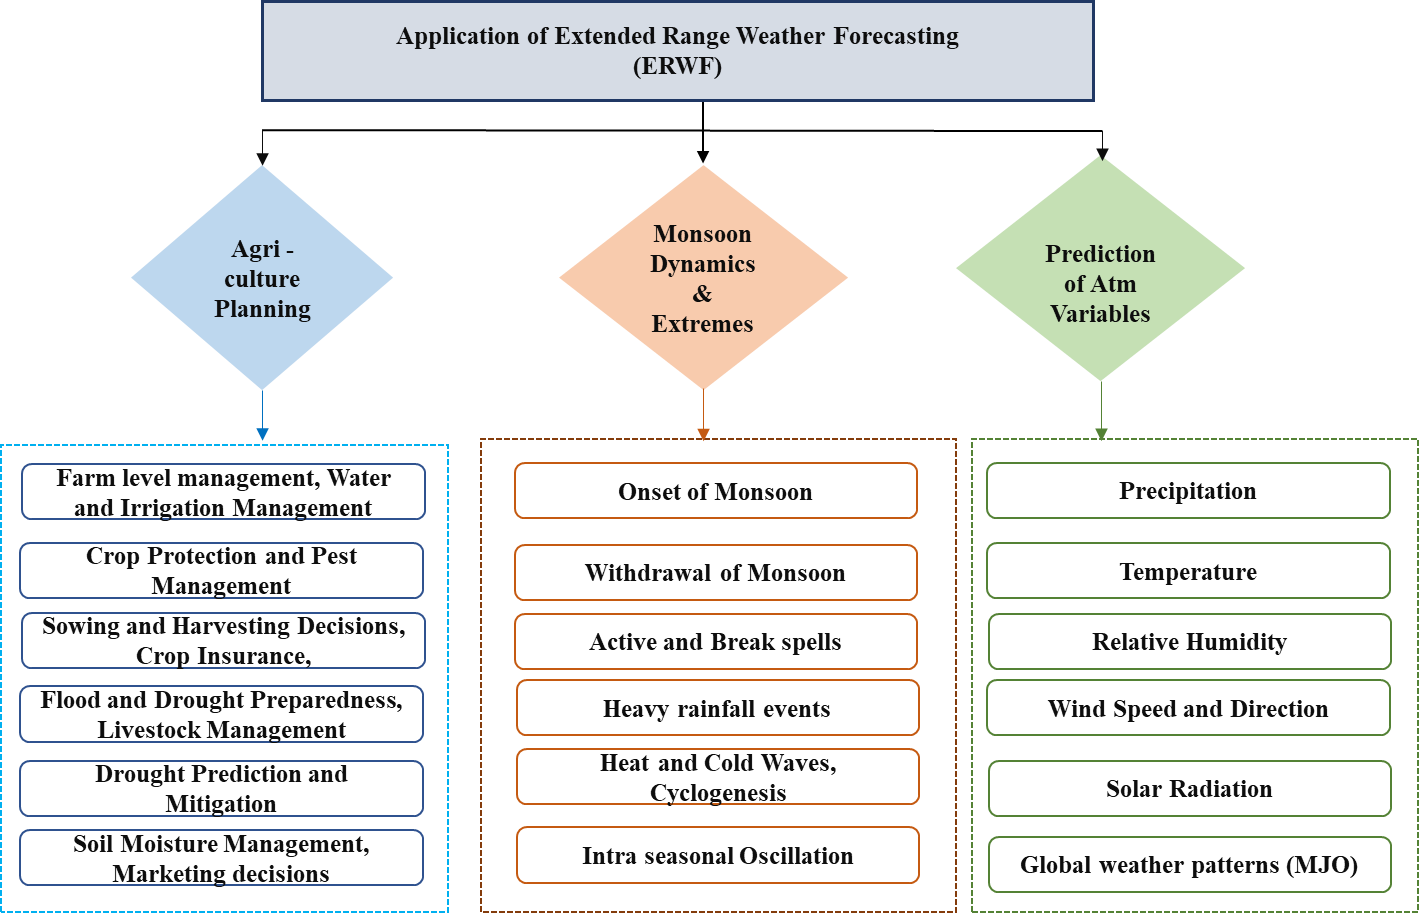 Application of Extended Range Weather Forecasting
(ERWF)
Agri -
culture
Planning
Monsoon
Dynamics
&
Extremes
Prediction
of Atm
Variables
Farm level management, Water
and Irrigation Management
Crop Protection and Pest
Management
Sowing and Harvesting Decisions,
Crop Insurance,
Flood and Drought Preparedness,
Livestock Management
Drought Prediction and
Mitigation
Soil Moisture Management,
Marketing decisions
Onset of Monsoon
Withdrawal of Monsoon
Active and Break spells
Heavy rainfall events
Heat and Cold Waves,
Cyclogenesis
Intra seasonal Oscillation
Precipitation
Temperature
Relative Humidity
Wind Speed and Direction
Solar Radiation
Global weather patterns (MJO)